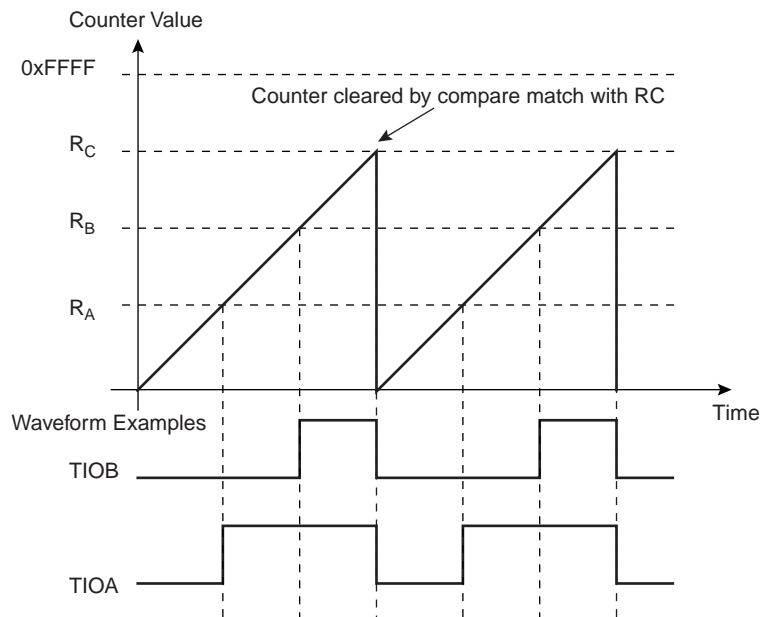 Counter Value
0xFFFF
Counter cleared by compare match with RC
RC
RB
RA
Time
Waveform Examples
TIOB
TIOA